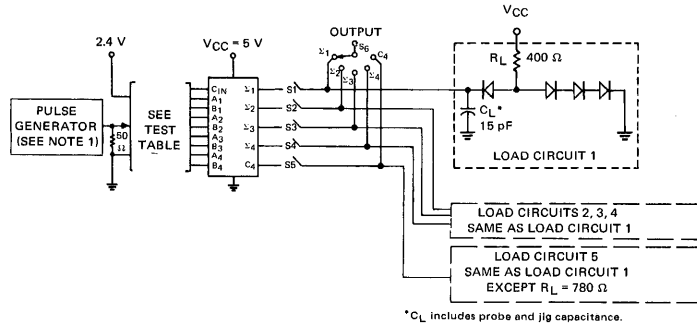 OUTPUT
VCC
2.4 V
VCC = 5 V
Σ1
S6
C4
Σ2
Σ3
Σ4
RL
400 Ω
PULSE
GENERATOR
(SEE NOTE 1)
50
Ω
SEE
TEST
TABLE
CIN
A1
B1
A2
B2
A3
B3
A4
B4
Σ1
Σ2
Σ3
Σ4
C4
S1
S2
S3
S4
S5
CL*
15 pF
LOAD CIRCUIT 1
LOAD CIRCUITS 2, 3, 4
SAME AS LOAD CIRCUIT 1
LOAD CIRCUIT 5
SAME AS LOAD CIRCUIT 1
EXCEPT RL = 780 Ω
*CL includes probe and jig capacitance.